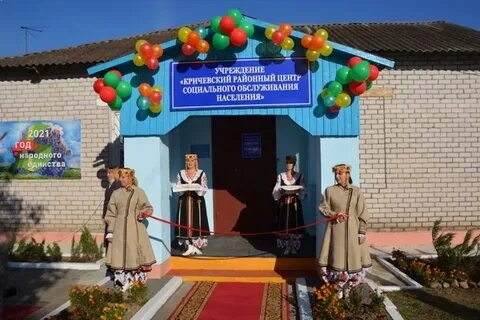 УЧРЕЖДЕНИЕ
«КРИЧЕВСКИЙ РАЙОННЫЙ ЦЕНТР
СОЦИАЛЬНОГО ОБСЛУЖИВАНИЯ
НАСЕЛЕНИЯ»
2021
ГОД
народного
единства